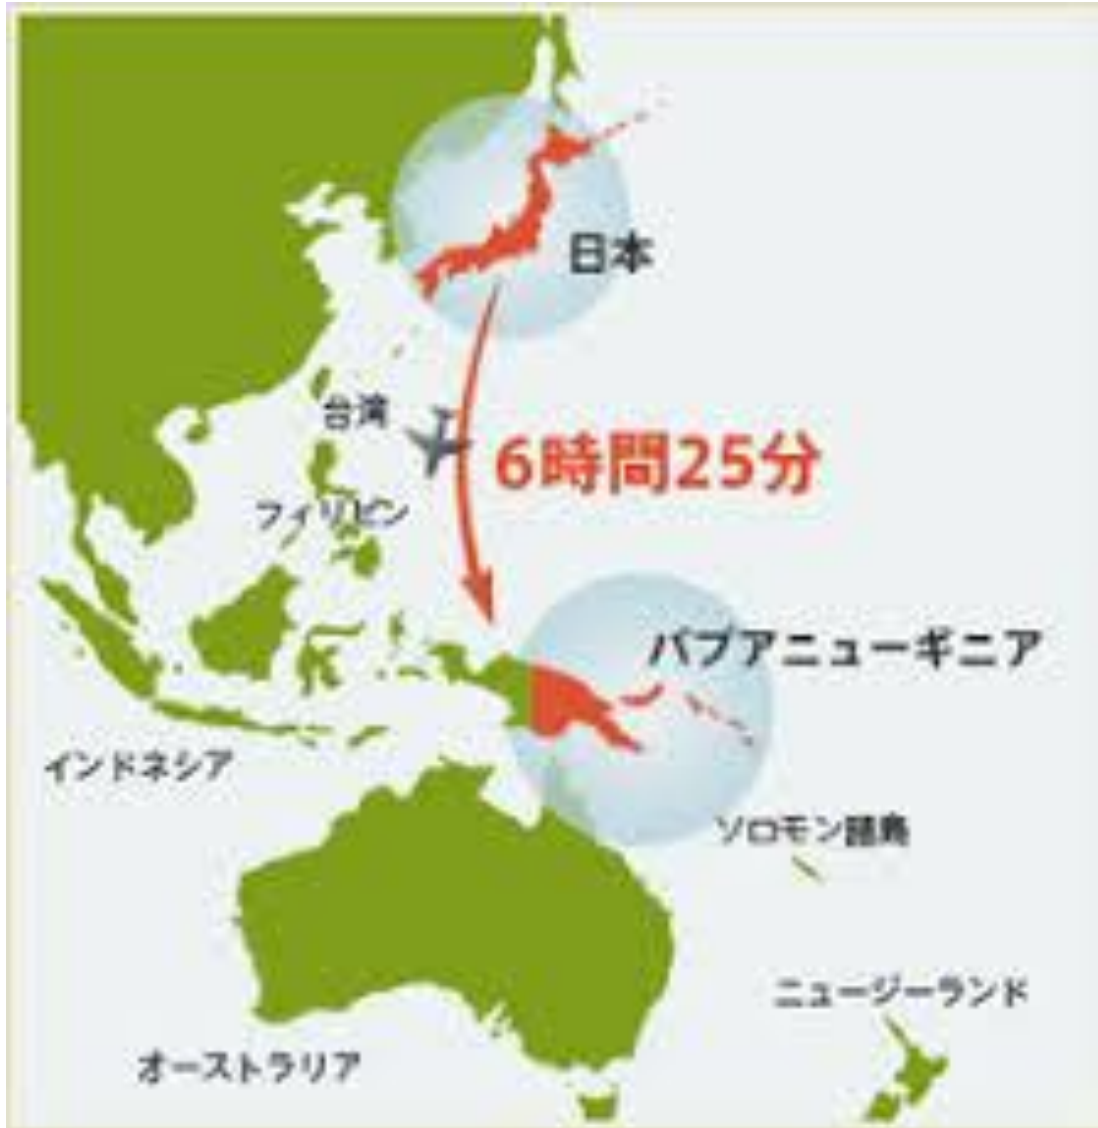 日本
台湾
6時間25分
フィリピン
パプアニューギニア
インドネシア
ソロモン諸島
ニュージーランド
オーストラリア